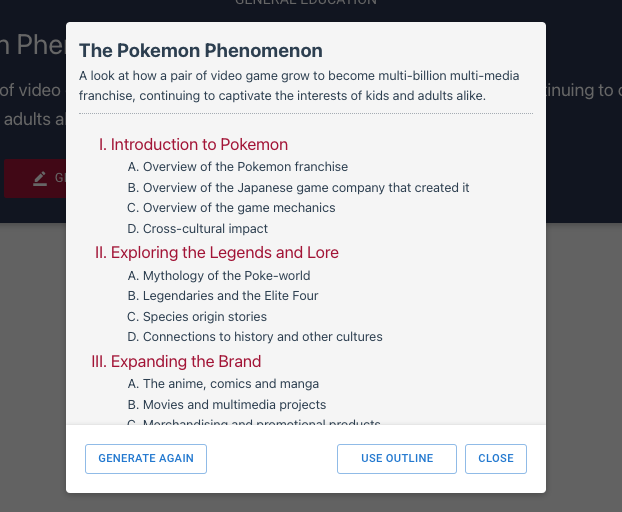 GENERAL EDUCATION
The Pokemon Phenomenon
A look at how a pair of video game grow to become multi-billion multi-media
franchise, continuing to captivate the interests of kids and adults alike.
of video
adults
I. Introduction to Pokemon
A. Overview of the Pokemon franchise
B. Overview of the Japanese game company that created it
C. Overview of the game mechanics
D. Cross-cultural impact
II. Exploring the Legends and Lore
A. Mythology of the Poke-world
B. Legendaries and the Elite Four
C. Species origin stories
D. Connections to history and other cultures
III. Expanding the Brand
A. The anime, comics and manga
B. Movies and multimedia projects
C. Merchandising and promotional products
GENERATE AGAIN
USE OUTLINE
CLOSE